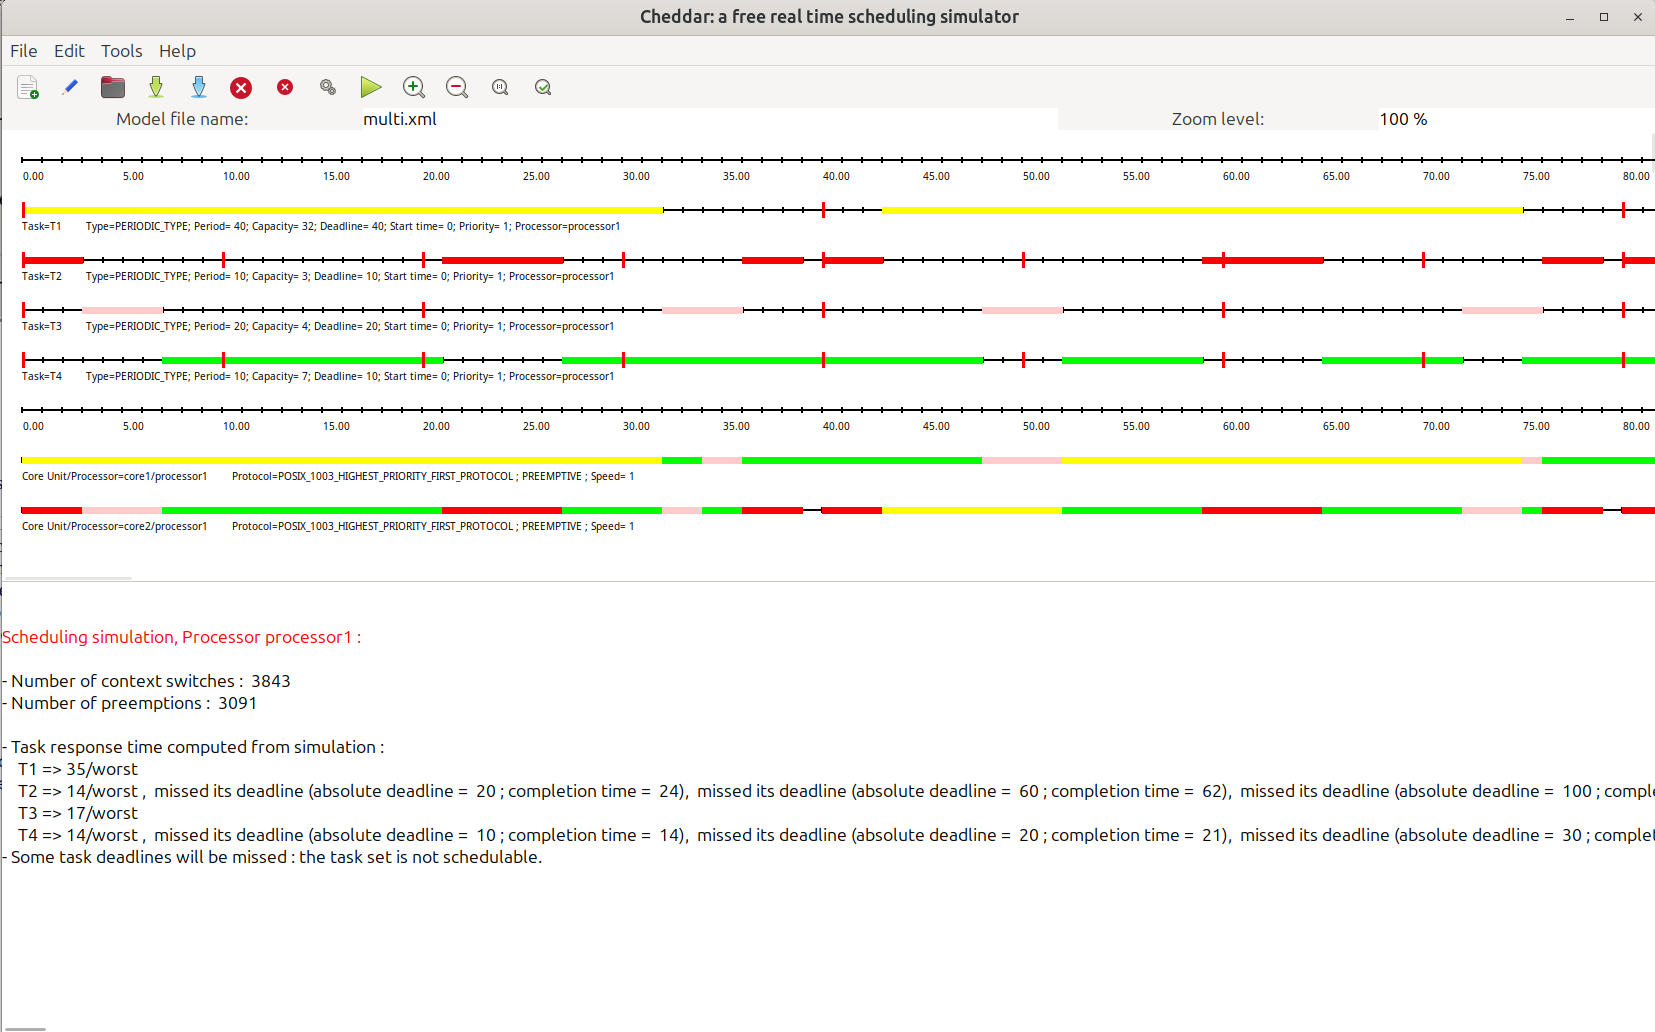 Cheddar: a free real time scheduling simulator
File Edit Tools Help
Model file name: multi.xml Zoom level: 100 %
0.00 5.00 10.00 15.00 20.00 25.00 30.00 35.00 40.00 45.00 50.00 55.00 60.00 65.00 70.00 75.00 80.00
Task=T1 Type=PERIODIC_TYPE; Period= 40; Capacity= 32; Deadline= 40; Start time= 0; Priority= 1; Processor=processor1
Task=T2 Type=PERIODIC_TYPE; Period= 10; Capacity= 3; Deadline= 10; Start time= 0; Priority= 1; Processor=processor1
Task=T3 Type=PERIODIC_TYPE; Period= 20; Capacity= 4; Deadline= 20; Start time= 0; Priority= 1; Processor=processor1
Task=T4 Type=PERIODIC_TYPE; Period= 10; Capacity= 7; Deadline= 10; Start time= 0; Priority= 1; Processor=processor1
0.00 5.00 10.00 15.00 20.00 25.00 30.00 35.00 40.00 45.00 50.00 55.00 60.00 65.00 70.00 75.00 80.00
Core Unit/Processor=core1/processor1 Protocol=POSIX_1003_HIGHEST_PRIORITY_FIRST_PROTOCOL ; PREEMPTIVE ; Speed= 1
Core Unit/Processor=core2/processor1 Protocol=POSIX_1003_HIGHEST_PRIORITY_FIRST_PROTOCOL ; PREEMPTIVE ; Speed= 1
Scheduling simulation, Processor processor1 :
- Number of context switches : 3843
- Number of preemptions : 3091
- Task response time computed from simulation :
T1 => 35/worst
T2 => 14/worst , missed its deadline (absolute deadline = 20 ; completion time = 24), missed its deadline (absolute deadline = 60 ; completion time = 62), missed its deadline (absolute deadline = 100 ; comple
T3 => 17/worst
T4 => 14/worst , missed its deadline (absolute deadline = 10 ; completion time = 14), missed its deadline (absolute deadline = 20 ; completion time = 21), missed its deadline (absolute deadline = 30 ; complet
- Some task deadlines will be missed : the task set is not schedulable.